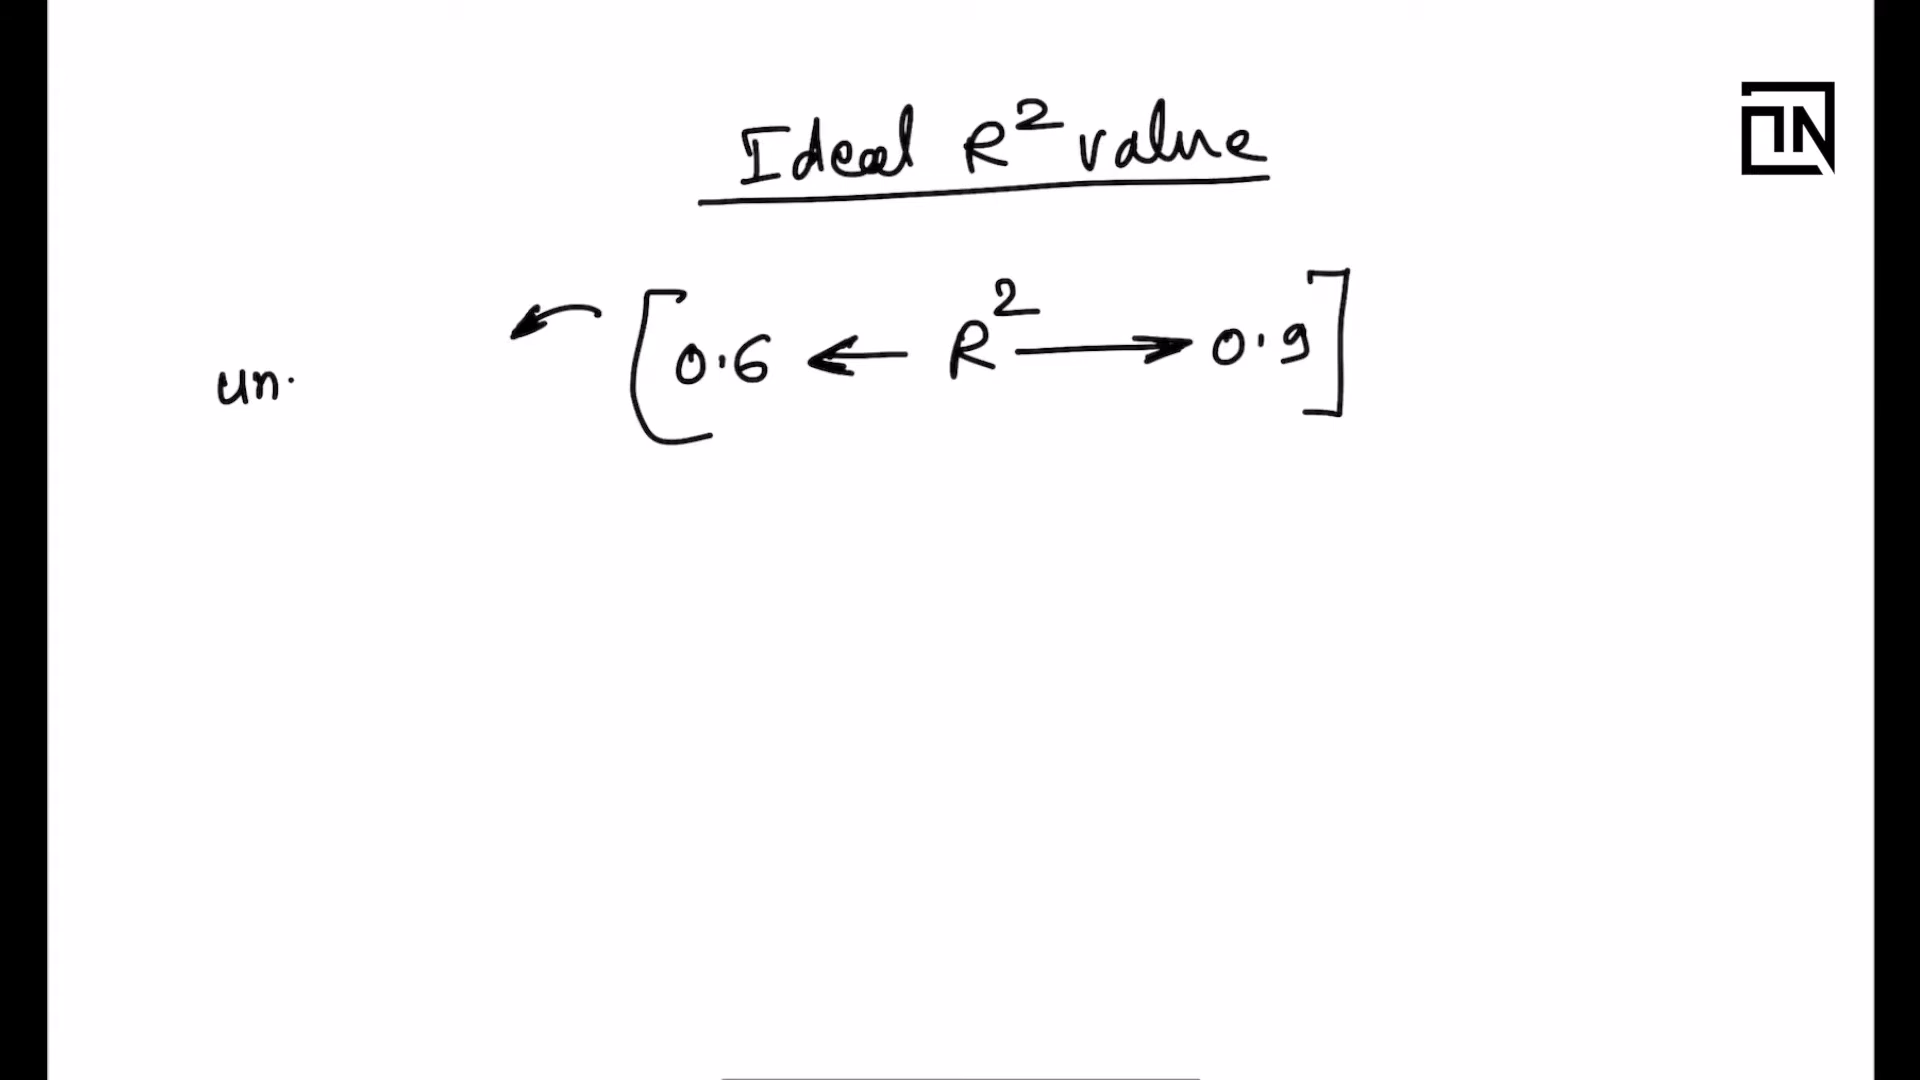 Ideal R² value
[0.6 ← R² → 0.9]
un.